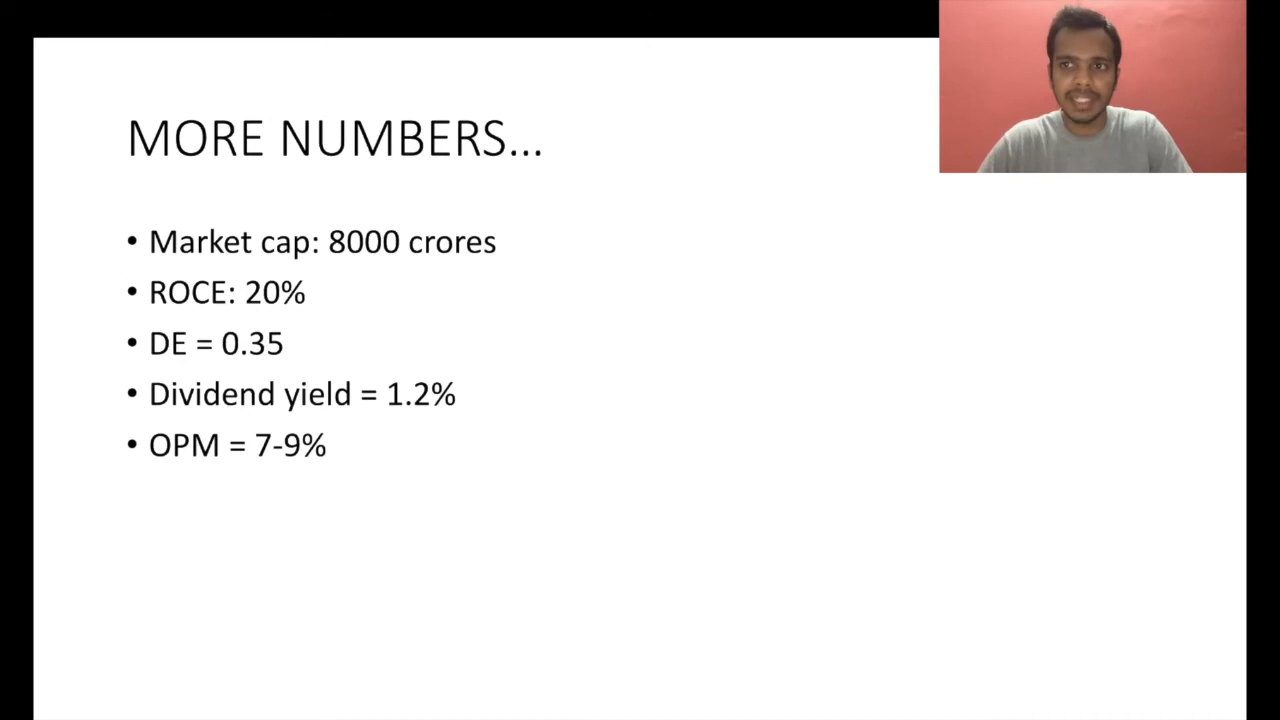 MORE NUMBERS...
• Market cap: 8000 crores
• ROCE: 20%
• DE = 0.35
• Dividend yield = 1.2%
• OPM = 7-9%